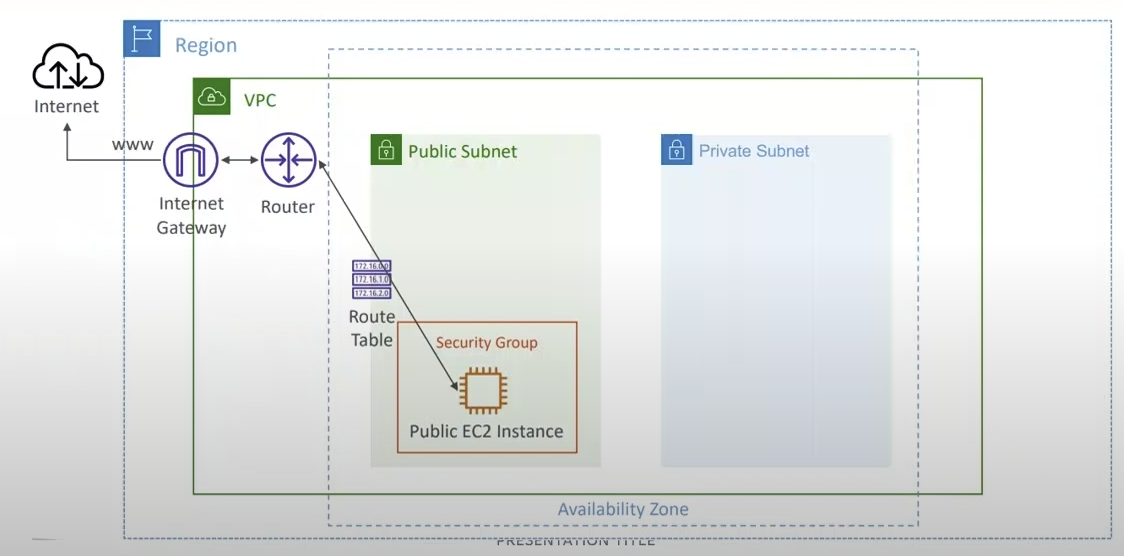 Region
Internet
VPC
www
Public Subnet
Private Subnet
Internet
Gateway
Router
172.16.0.0
172.16.1.0
172.16.2.0
Route
Table
Security Group
Public EC2 Instance
Availability Zone
PRESENTATION TITLE